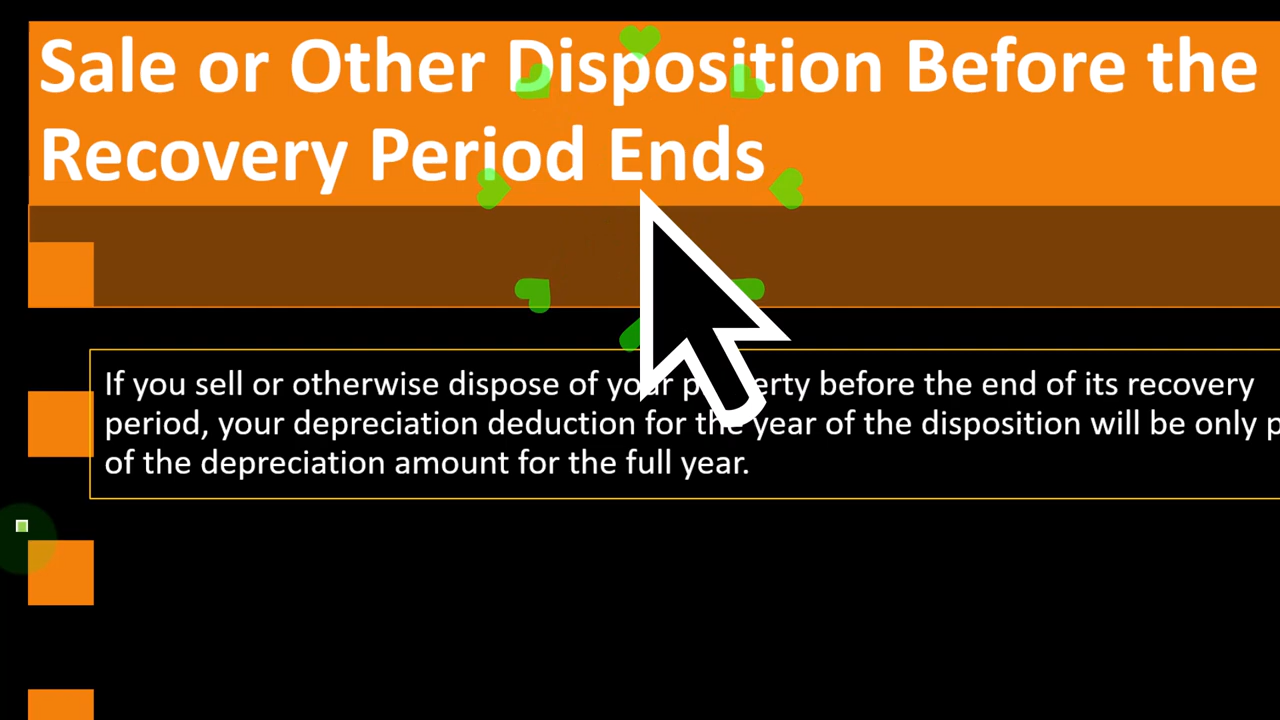 Sale or Other Disposition Before the
Recovery Period Ends
If you sell or otherwise dispose of your property before the end of its recovery
period, your depreciation deduction for the year of the disposition will be only
of the depreciation amount for the full year.